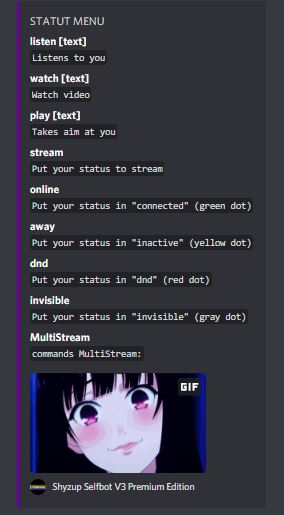 STATUT MENU
listen [text]
Listens to you
watch [text]
Watch video
play [text]
Takes aim at you
stream
Put your status to stream
online
Put your status in "connected" (green dot)
away
Put your status in "inactive" (yellow dot)
dnd
Put your status in "dnd" (red dot)
invisible
Put your status in "invisible" (gray dot)
MultiStream
commands MultiStream:
GIF
Shyzup Selfbot V3 Premium Edition